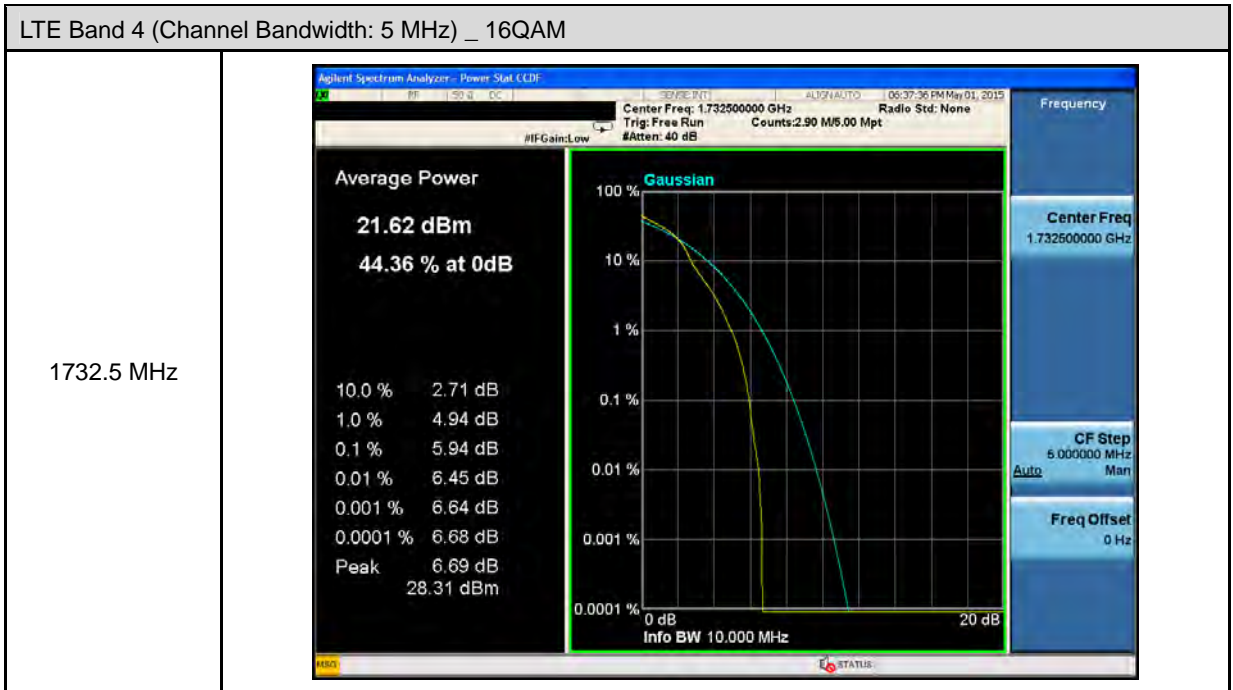 LTE Band 4 (Channel Bandwidth: 5 MHz) _ 16QAM
1732.5 MHz
Agilent Spectrum Analyzer - Power Stat CCDF
RF 50 Ω DC SENSE:INT ALIGN AUTO 06:37:36 PM May 01, 2015
Center Freq: 1.732500000 GHz Radio Std: None
Trig: Free Run Counts:2.90 M/5.00 Mpt
#IFGain:Low #Atten: 40 dB
Average Power
21.62 dBm
44.36 % at 0dB
10.0 % 2.71 dB
1.0 % 4.94 dB
0.1 % 5.94 dB
0.01 % 6.45 dB
0.001 % 6.64 dB
0.0001 % 6.68 dB
Peak 6.69 dB
28.31 dBm
Gaussian
100 %
10 %
1 %
0.1 %
0.01 %
0.001 %
0.0001 %
0 dB 20 dB
Info BW 10.000 MHz
Frequency
Center Freq
1.732500000 GHz
CF Step
5.000000 MHz
Auto Man
Freq Offset
0 Hz
MSG STATUS